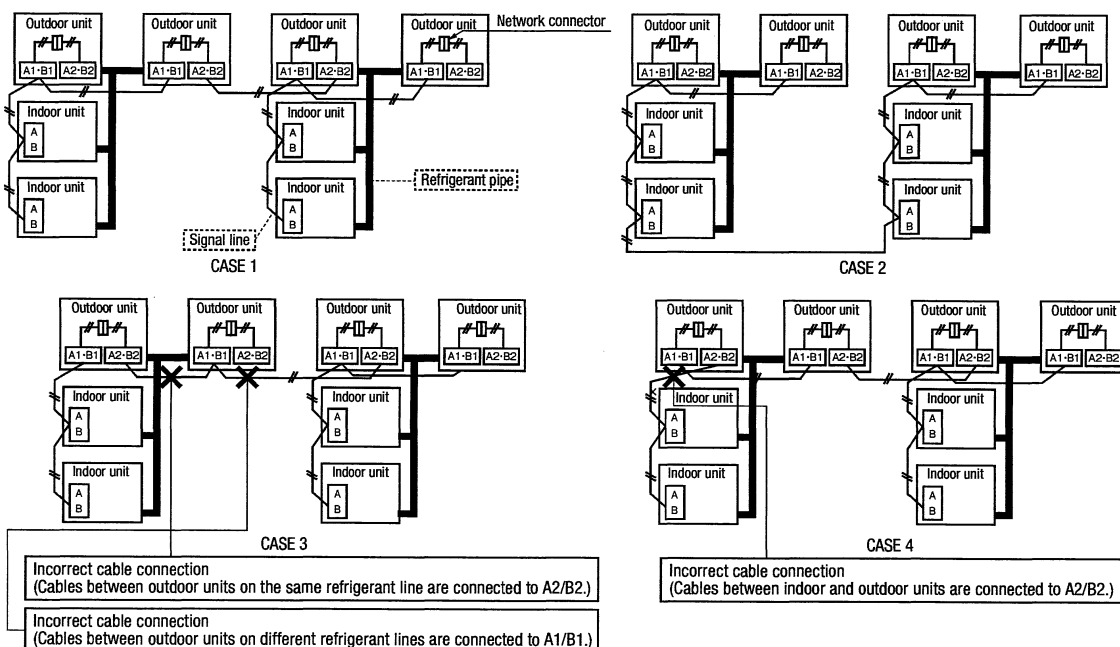 Outdoor unit
A1·B1 A2·B2
Outdoor unit
A1·B1 A2·B2
Outdoor unit
A1·B1 A2·B2
Outdoor unit
A1·B1 A2·B2
Network connector
Indoor unit
A
B
Indoor unit
A
B
Indoor unit
A
B
Indoor unit
A
B
Refrigerant pipe
Signal line
CASE 1
Outdoor unit
A1·B1 A2·B2
Outdoor unit
A1·B1 A2·B2
Outdoor unit
A1·B1 A2·B2
Outdoor unit
A1·B1 A2·B2
Indoor unit
A
B
Indoor unit
A
B
Indoor unit
A
B
Indoor unit
A
B
CASE 2
Outdoor unit
A1·B1 A2·B2
Outdoor unit
A1·B1 A2·B2
Outdoor unit
A1·B1 A2·B2
Outdoor unit
A1·B1 A2·B2
Indoor unit
A
B
Indoor unit
A
B
Indoor unit
A
B
Indoor unit
A
B
CASE 3
Incorrect cable connection
(Cables between outdoor units on the same refrigerant line are connected to A2/B2.)
Incorrect cable connection
(Cables between outdoor units on different refrigerant lines are connected to A1/B1.)
Outdoor unit
A1·B1 A2·B2
Outdoor unit
A1·B1 A2·B2
Outdoor unit
A1·B1 A2·B2
Outdoor unit
A1·B1 A2·B2
Indoor unit
A
B
Indoor unit
A
B
Indoor unit
A
B
Indoor unit
A
B
CASE 4
Incorrect cable connection
(Cables between indoor and outdoor units are connected to A2/B2.)